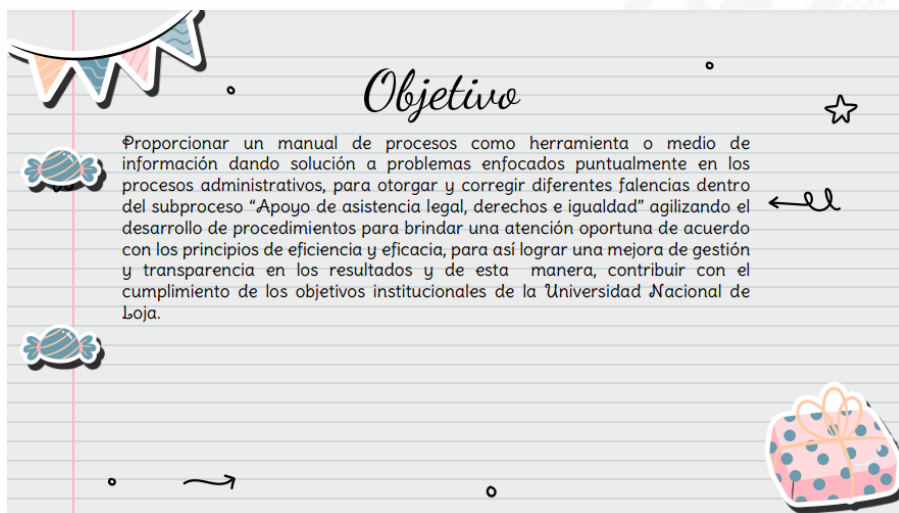 Objetivo
Proporcionar un manual de procesos como herramienta o medio de
información dando solución a problemas enfocados puntualmente en los
procesos administrativos, para otorgar y corregir diferentes falencias dentro
del subproceso “Apoyo de asistencia legal, derechos e igualdad” agilizando el
desarrollo de procedimientos para brindar una atención oportuna de acuerdo
con los principios de eficiencia y eficacia, para así lograr una mejora de gestión
y transparencia en los resultados y de esta manera, contribuir con el
cumplimiento de los objetivos institucionales de la Universidad Nacional de
Loja.